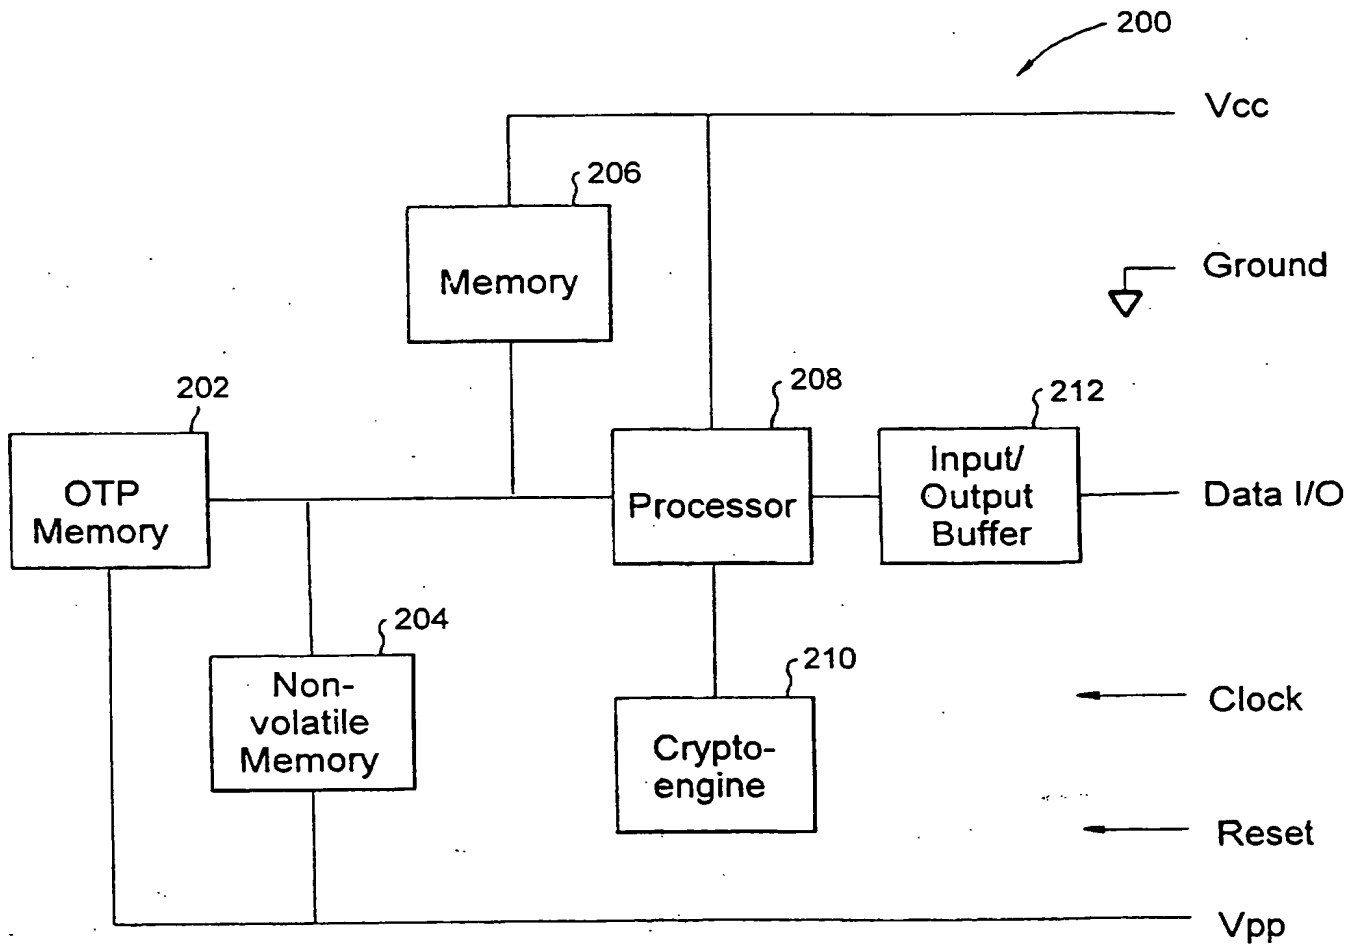 200
Vcc
206
Memory
Ground
202
208
212
OTP
Memory
Processor
Input/
Output
Buffer
Data I/O
204
Non-
volatile
Memory
210
Crypto-
engine
Clock
Reset
Vpp